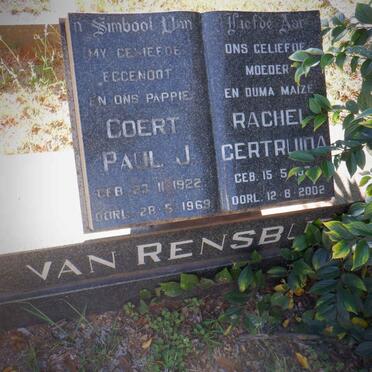 'n Simbool Van
MY GELIEFDE
EGGENOOT
EN ONS PAPPIE
COERT
PAUL J.
GEB. 23·11·1922
OORL. 28·5·1969
Liefde Aan
ONS GELIEFDE
MOEDER
EN OUMA MAIZE
RACHEL
GERTRUIDA
GEB. 15·5·
OORL. 12·6·2002
VAN RENSBU